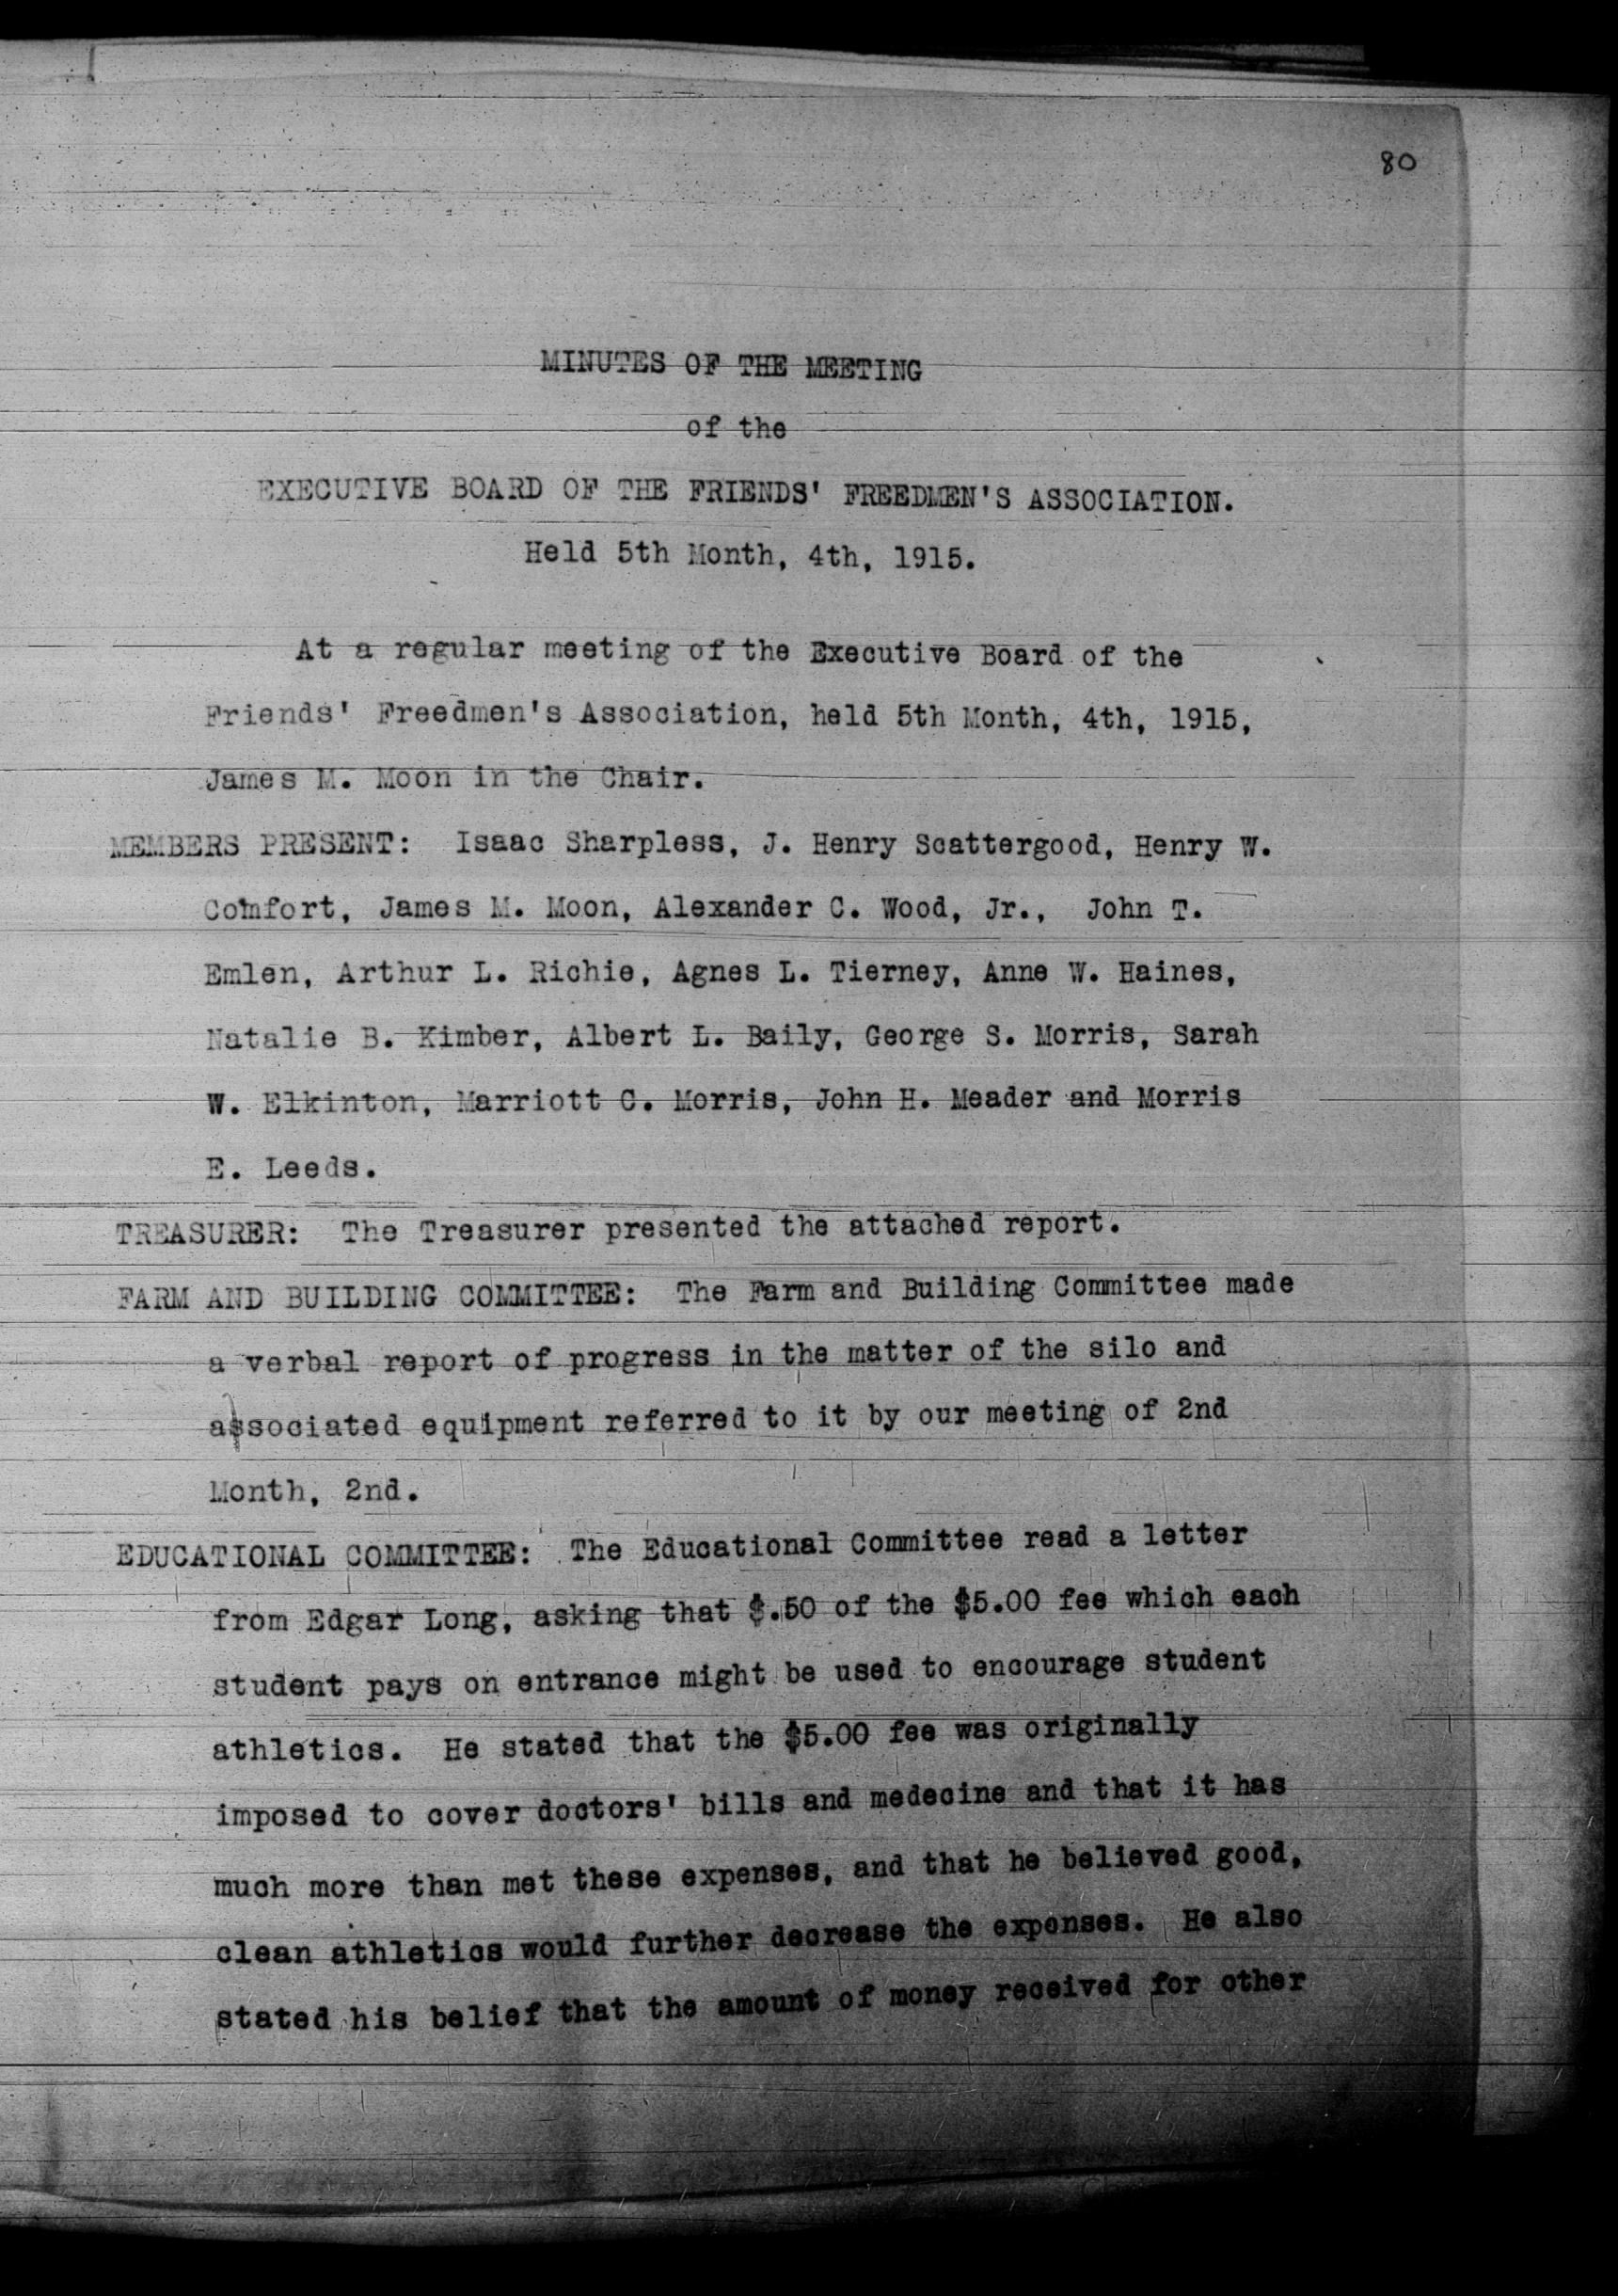 80
MINUTES OF THE MEETING
of the
EXECUTIVE BOARD OF THE FRIENDS' FREEDMEN'S ASSOCIATION.
Held 5th Month, 4th, 1915.
At a regular meeting of the Executive Board of the
Friends' Freedmen's Association, held 5th Month, 4th, 1915,
James M. Moon in the Chair.
MEMBERS PRESENT: Isaac Sharpless, J. Henry Scattergood, Henry W.
Comfort, James M. Moon, Alexander C. Wood, Jr., John T.
Emlen, Arthur L. Richie, Agnes L. Tierney, Anne W. Haines,
Natalie B. Kimber, Albert L. Baily, George S. Morris, Sarah
W. Elkinton, Marriott C. Morris, John H. Meader and Morris
E. Leeds.
TREASURER: The Treasurer presented the attached report.
FARM AND BUILDING COMMITTEE: The Farm and Building Committee made
a verbal report of progress in the matter of the silo and
associated equipment referred to it by our meeting of 2nd
Month, 2nd.
EDUCATIONAL COMMITTEE: The Educational Committee read a letter
from Edgar Long, asking that $.50 of the $5.00 fee which each
student pays on entrance might be used to encourage student
athletics. He stated that the $5.00 fee was originally
imposed to cover doctors' bills and medecine and that it has
much more than met these expenses, and that he believed good,
clean athletics would further decrease the expenses. He also
stated his belief that the amount of money received for other